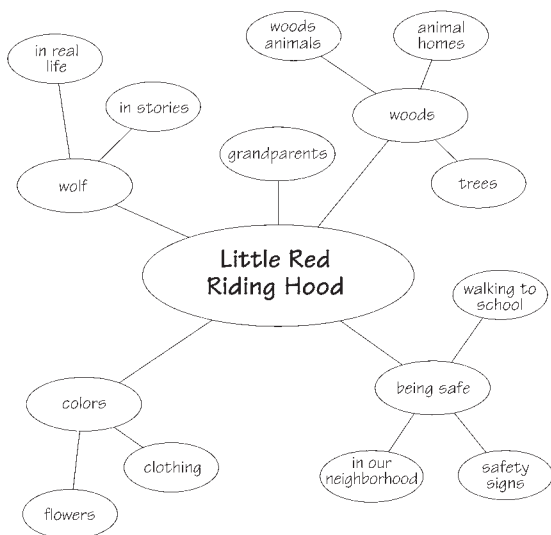 in real
life
in stories
wolf
grandparents
woods
animals
animal
homes
woods
trees
Little Red
Riding Hood
walking to
school
being safe
in our
neighborhood
safety
signs
colors
clothing
flowers